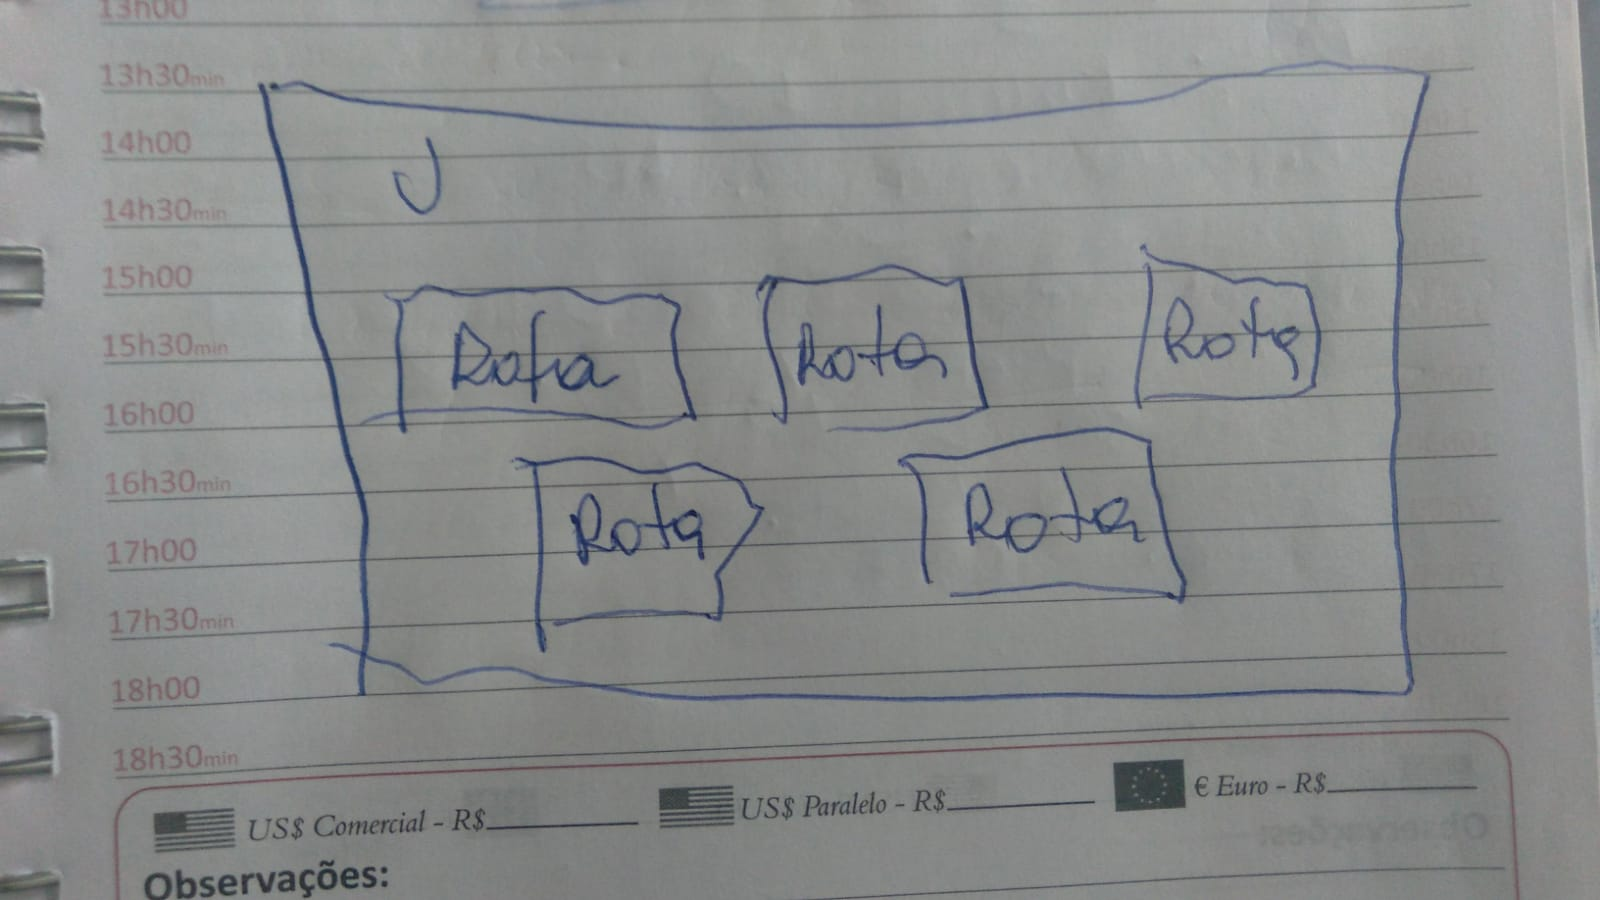 13h00
13h30min
14h00
J
14h30min
15h00
15h30min
Rota Rota Rota
16h00
16h30min
Rota Rota
17h00
17h30min
18h00
18h30min
US$ Comercial - R$ US$ Paralelo - R$ € Euro - R$
Observações: